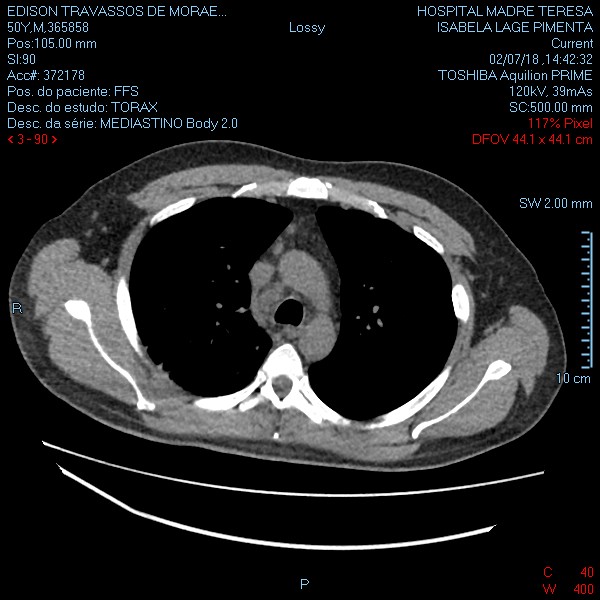 EDISON TRAVASSOS DE MORAE...
50Y,M,365858
Pos:105.00 mm
SI:90
Acc#: 372178
Pos. do paciente: FFS
Desc. do estudo: TORAX
Desc. da série: MEDIASTINO Body 2.0
< 3 - 90 >
Lossy
HOSPITAL MADRE TERESA
ISABELA LAGE PIMENTA
Current
02/07/18 ,14:42:32
TOSHIBA Aquilion PRIME
120kV, 39mAs
SC:500.00 mm
117% Pixel
DFOV 44.1 x 44.1 cm
SW 2.00 mm
R
10 cm
P
C 40
W 400